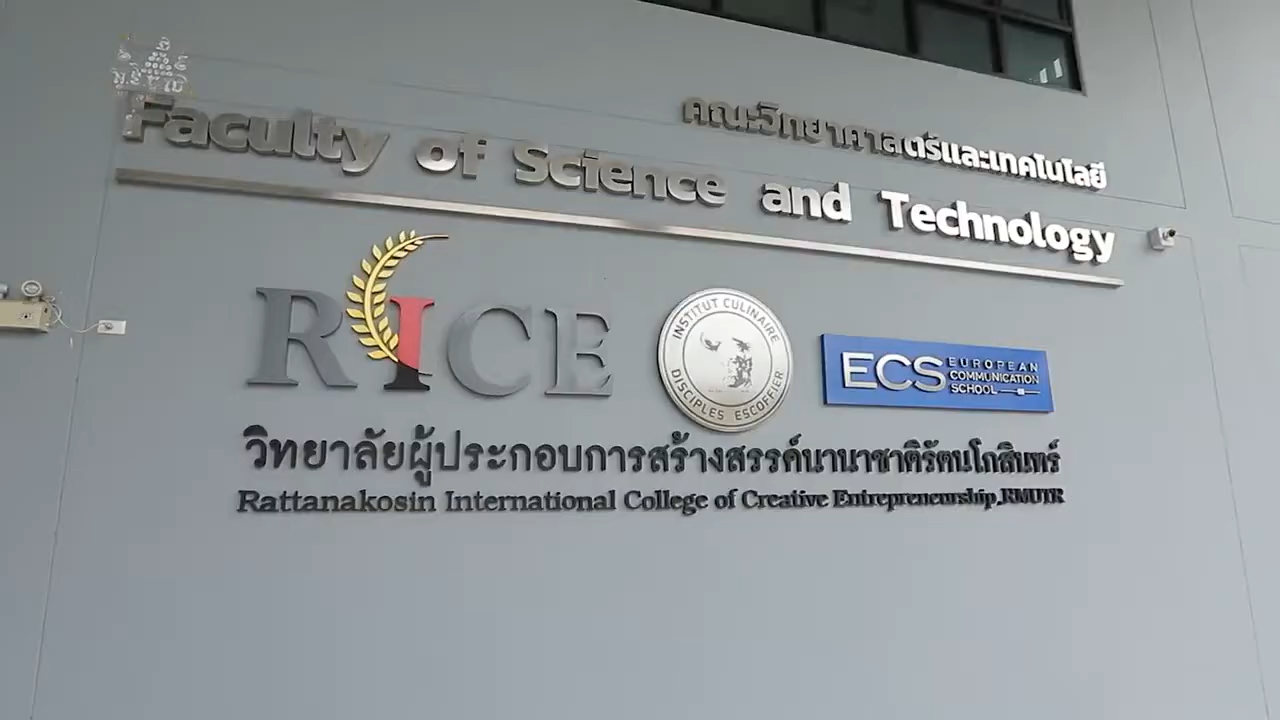 คณะวิทยาศาสตร์และเทคโนโลยี
Faculty of Science and Technology
RICE
INSTITUT CULINAIRE
DISCIPLES ESCOFFIER
ECS EUROPEAN
COMMUNICATION
SCHOOL
วิทยาลัยผู้ประกอบการสร้างสรรค์นานาชาติรัตนโกสินทร์
Rattanakosin International College of Creative Entrepreneurship,RMUTR